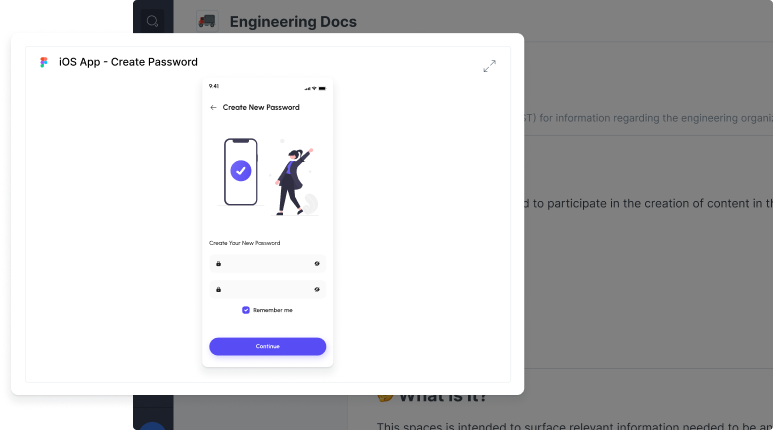 Engineering Docs
iOS App - Create Password
9:41
Create New Password
ST) for information regarding the engineering organiz
d to participate in the creation of content in th
Create Your New Password
Remember me
Continue
What is it?
This spaces is intended to surface relevant information needed to be an